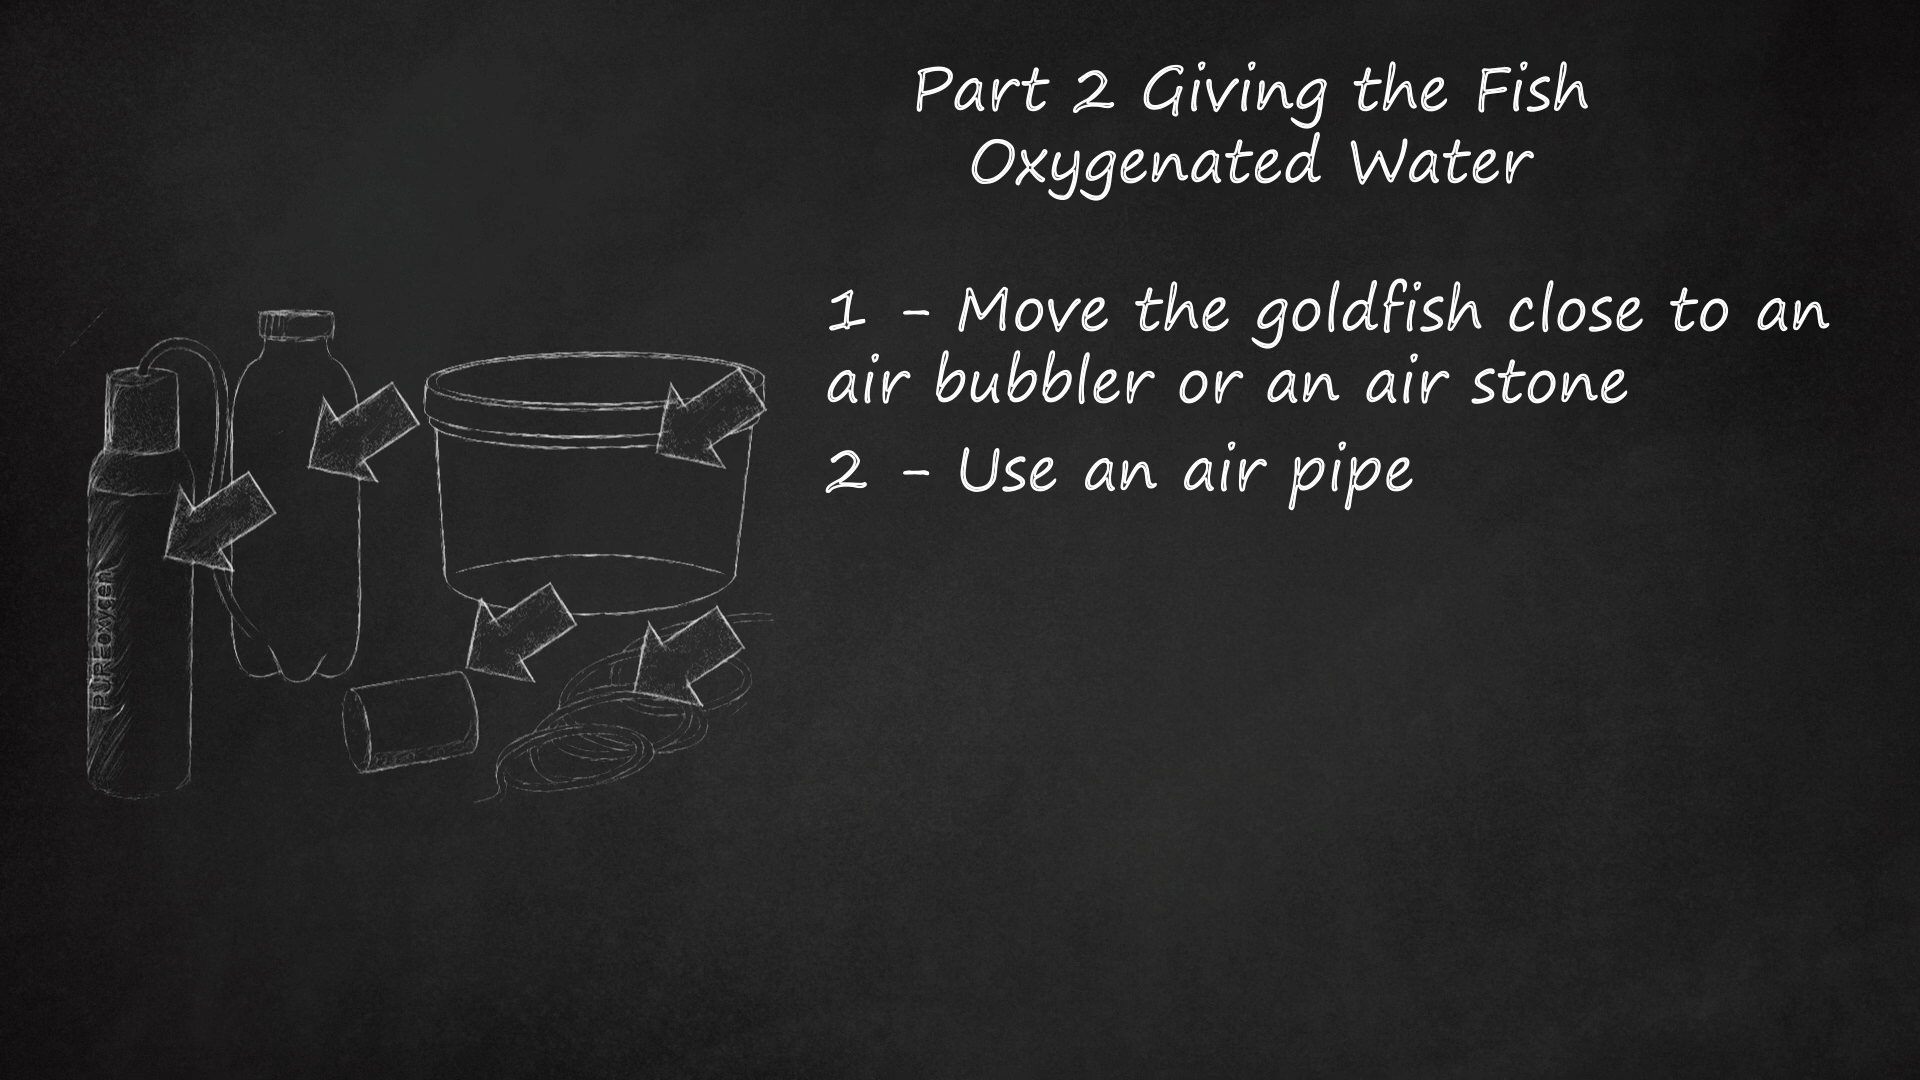 Part 2 Giving the Fish
Oxygenated Water
1 - Move the goldfish close to an
air bubbler or an air stone
2 - Use an air pipe
PUREoxygen